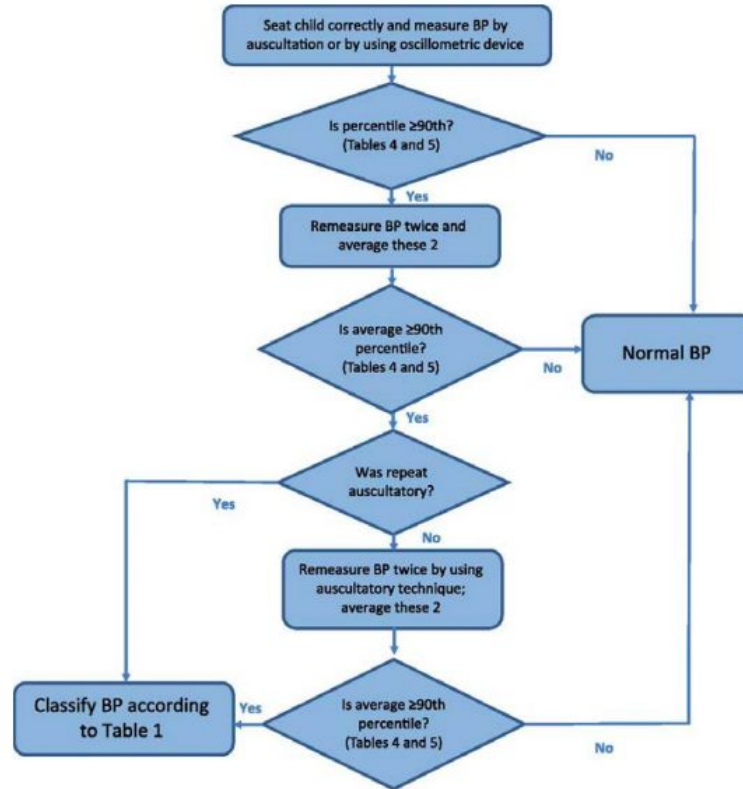 Seat child correctly and measure BP by
auscultation or by using oscillometric device
Is percentile ≥90th?
(Tables 4 and 5)
No
Yes
Remeasure BP twice and
average these 2
Is average ≥90th
percentile?
(Tables 4 and 5)
No
Normal BP
Yes
Was repeat
auscultatory?
Yes
No
Remeasure BP twice by using
auscultatory technique;
average these 2
Classify BP according
to Table 1
Yes
Is average ≥90th
percentile?
(Tables 4 and 5)
No